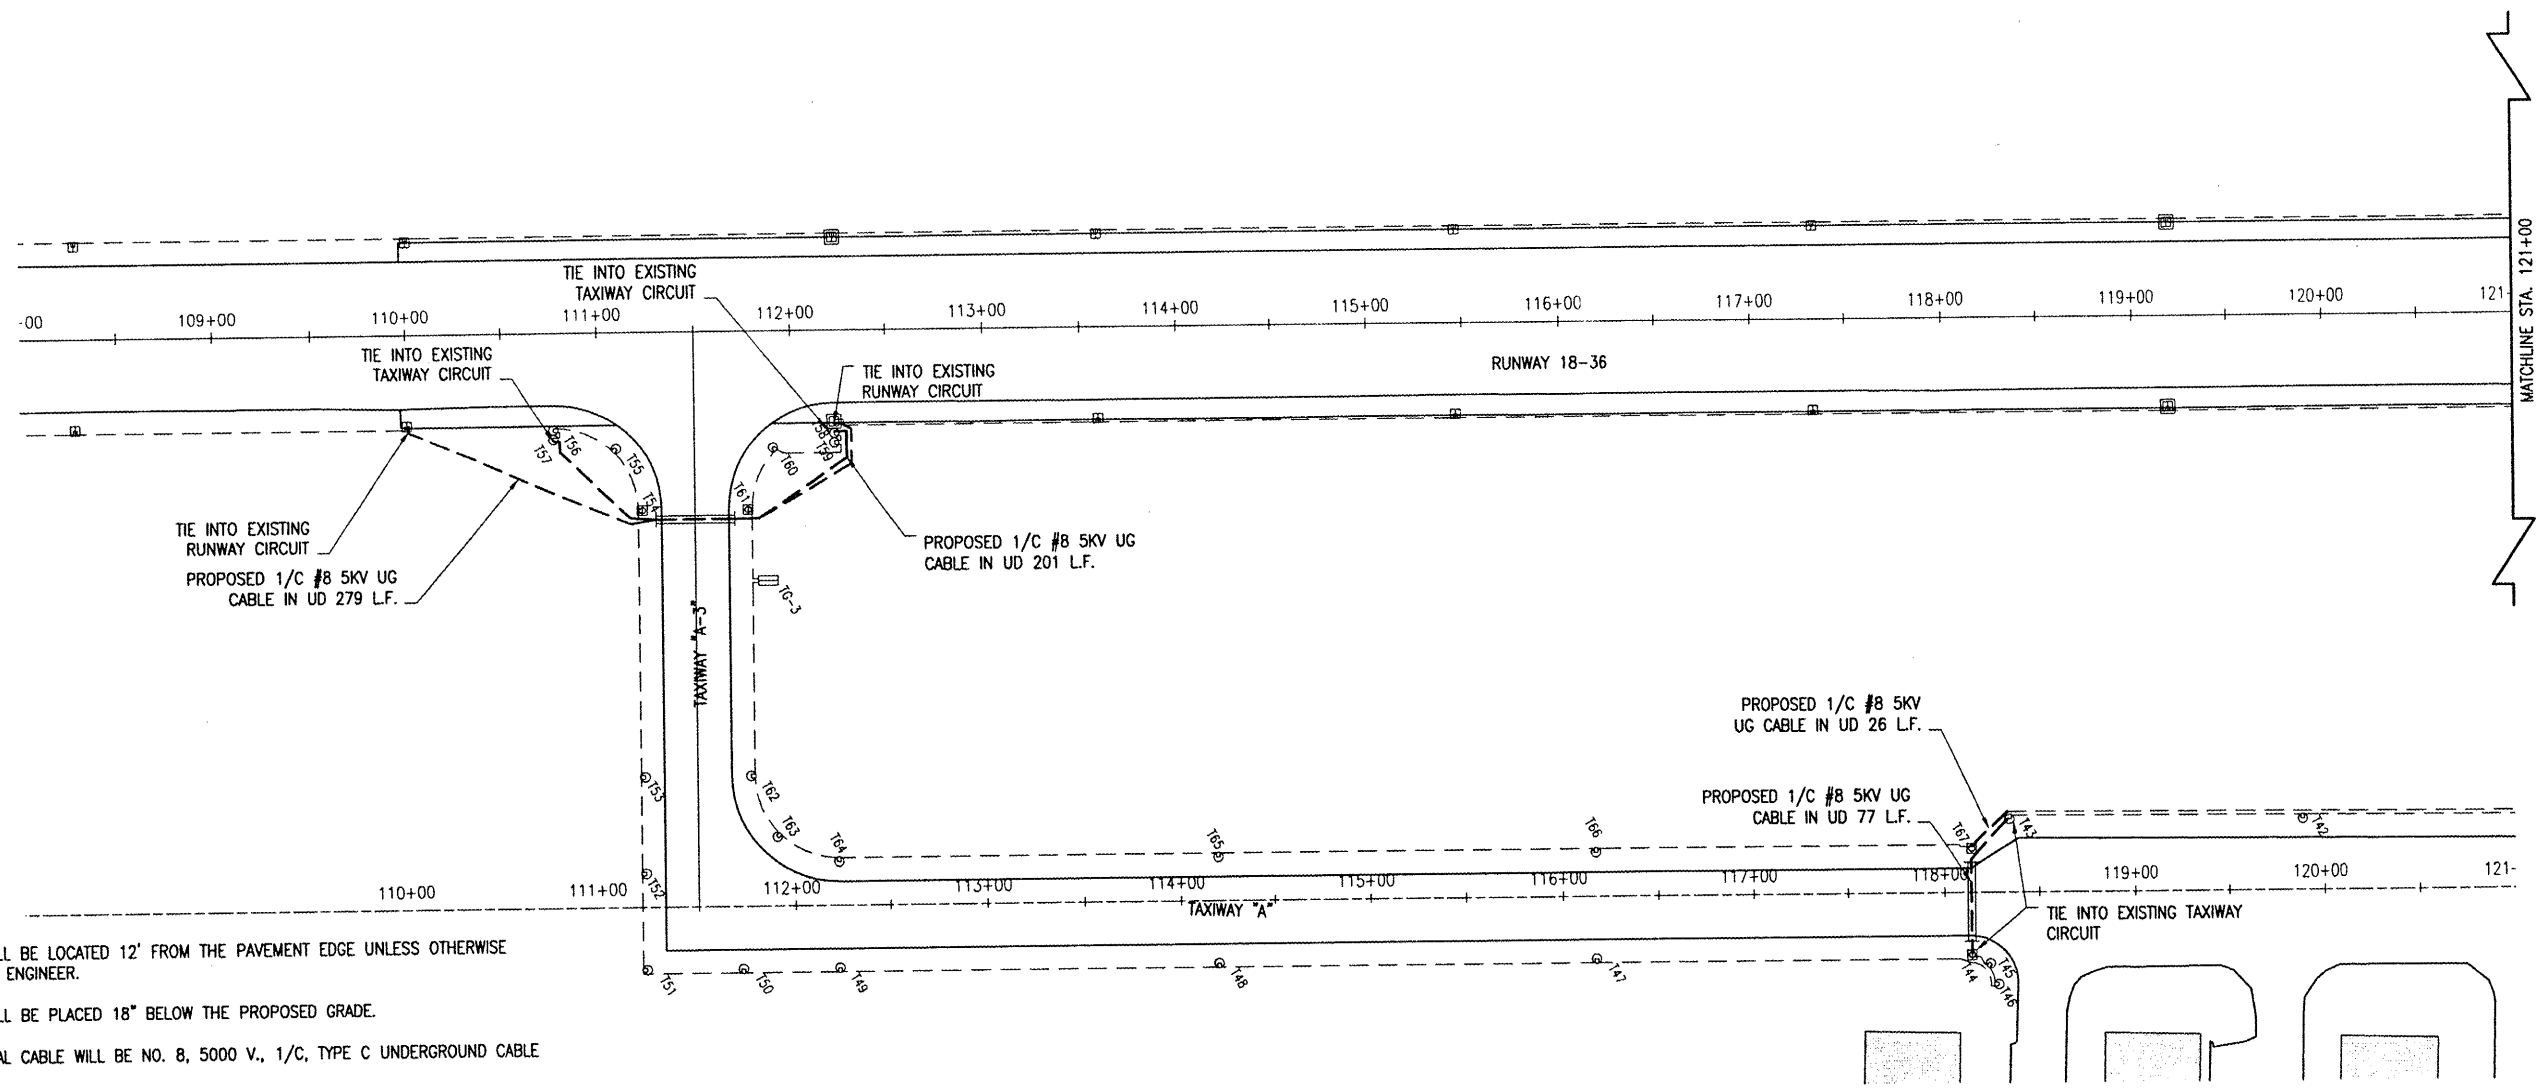 TIE INTO EXISTING
TAXIWAY CIRCUIT
-00
109+00
110+00
111+00
112+00
113+00
114+00
115+00
116+00
117+00
118+00
119+00
120+00
121-
MATCHLINE STA. 121+00
TIE INTO EXISTING
TAXIWAY CIRCUIT
TIE INTO EXISTING
RUNWAY CIRCUIT
RUNWAY 18-36
T57
T56
T55
T54
T58
T59
T60
T61
TIE INTO EXISTING
RUNWAY CIRCUIT
PROPOSED 1/C #8 5KV UG
CABLE IN UD 279 L.F.
PROPOSED 1/C #8 5KV UG
CABLE IN UD 201 L.F.
TG-3
TAXIWAY "A-3"
PROPOSED 1/C #8 5KV
UG CABLE IN UD 26 L.F.
PROPOSED 1/C #8 5KV UG
CABLE IN UD 77 L.F.
T53
T62
T63
T64
T65
T66
T67
T43
T42
T52
110+00
111+00
112+00
113+00
114+00
115+00
116+00
117+00
118+00
119+00
120+00
121-
TAXIWAY "A"
TIE INTO EXISTING TAXIWAY
CIRCUIT
T51
T50
T49
T48
T47
T44
T45
T46
LL BE LOCATED 12' FROM THE PAVEMENT EDGE UNLESS OTHERWISE
ENGINEER.
LL BE PLACED 18" BELOW THE PROPOSED GRADE.
AL CABLE WILL BE NO. 8, 5000 V., 1/C, TYPE C UNDERGROUND CABLE